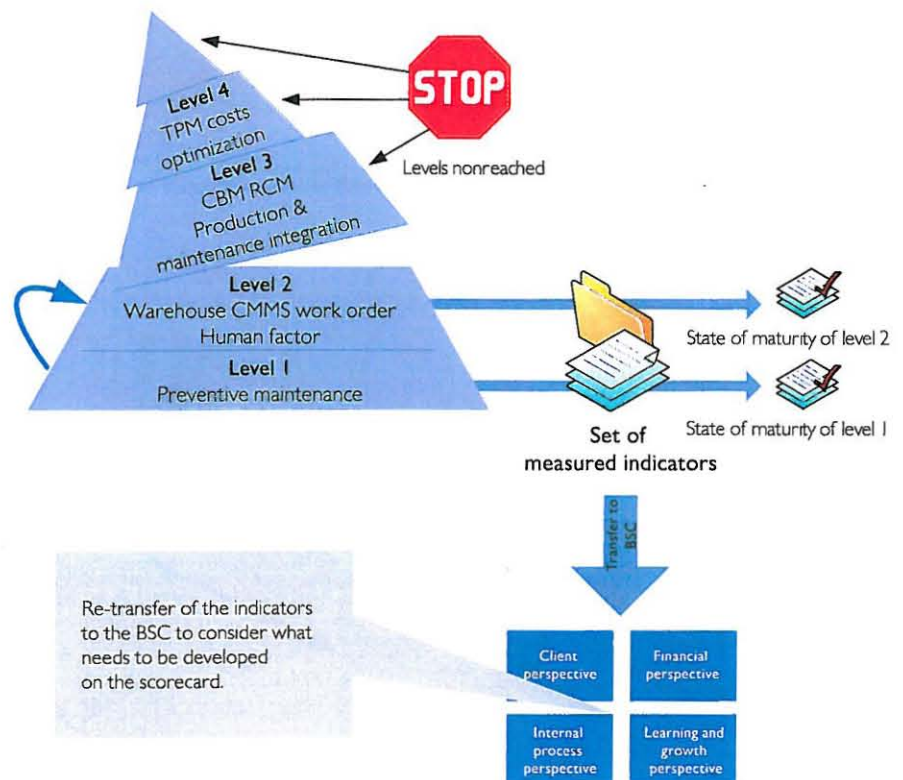 STOP
Levels nonreached
Level 4
TPM costs
optimization
Level 3
CBM RCM
Production &
maintenance integration
Level 2
Warehouse CMMS work order
Human factor
Level 1
Preventive maintenance
State of maturity of level 2
State of maturity of level 1
Set of
measured indicators
Transfer to
BSC
Re-transfer of the indicators
to the BSC to consider what
needs to be developed
on the scorecard.
Client
perspective
Financial
perspective
Internal
process
perspective
Learning and
growth
perspective